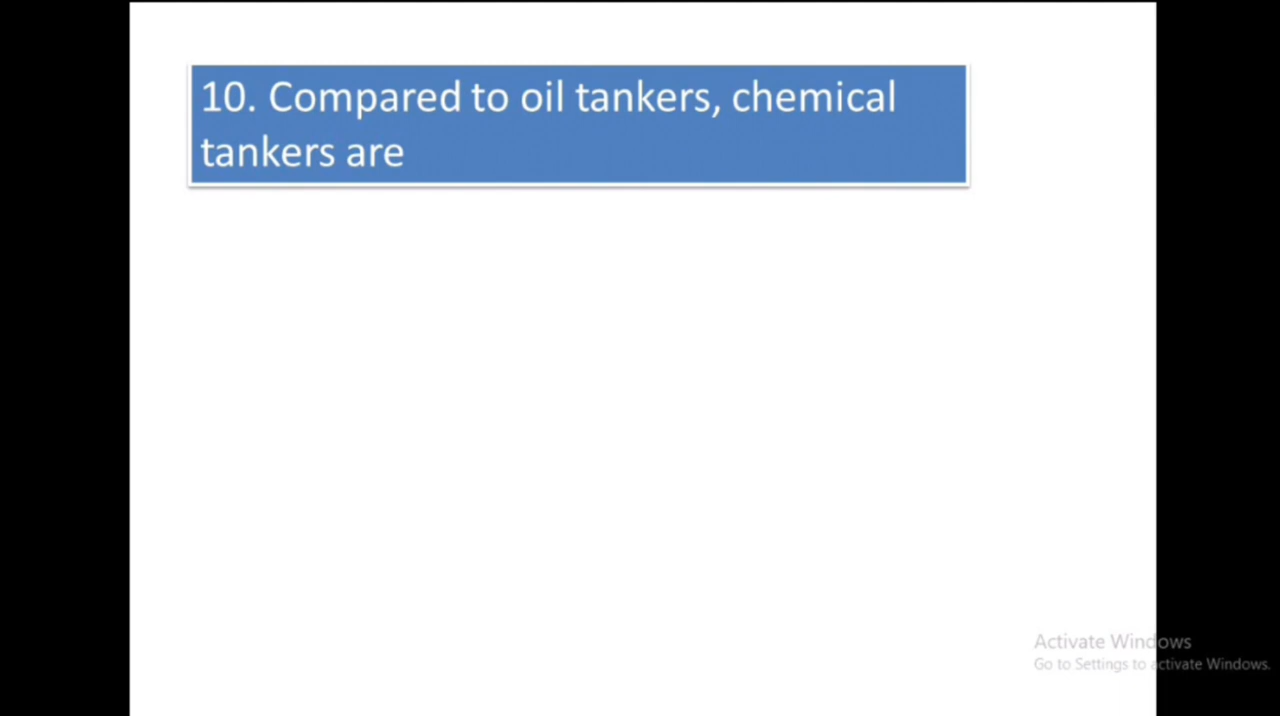 10. Compared to oil tankers, chemical
tankers are
Activate Windows
Go to Settings to activate Windows.